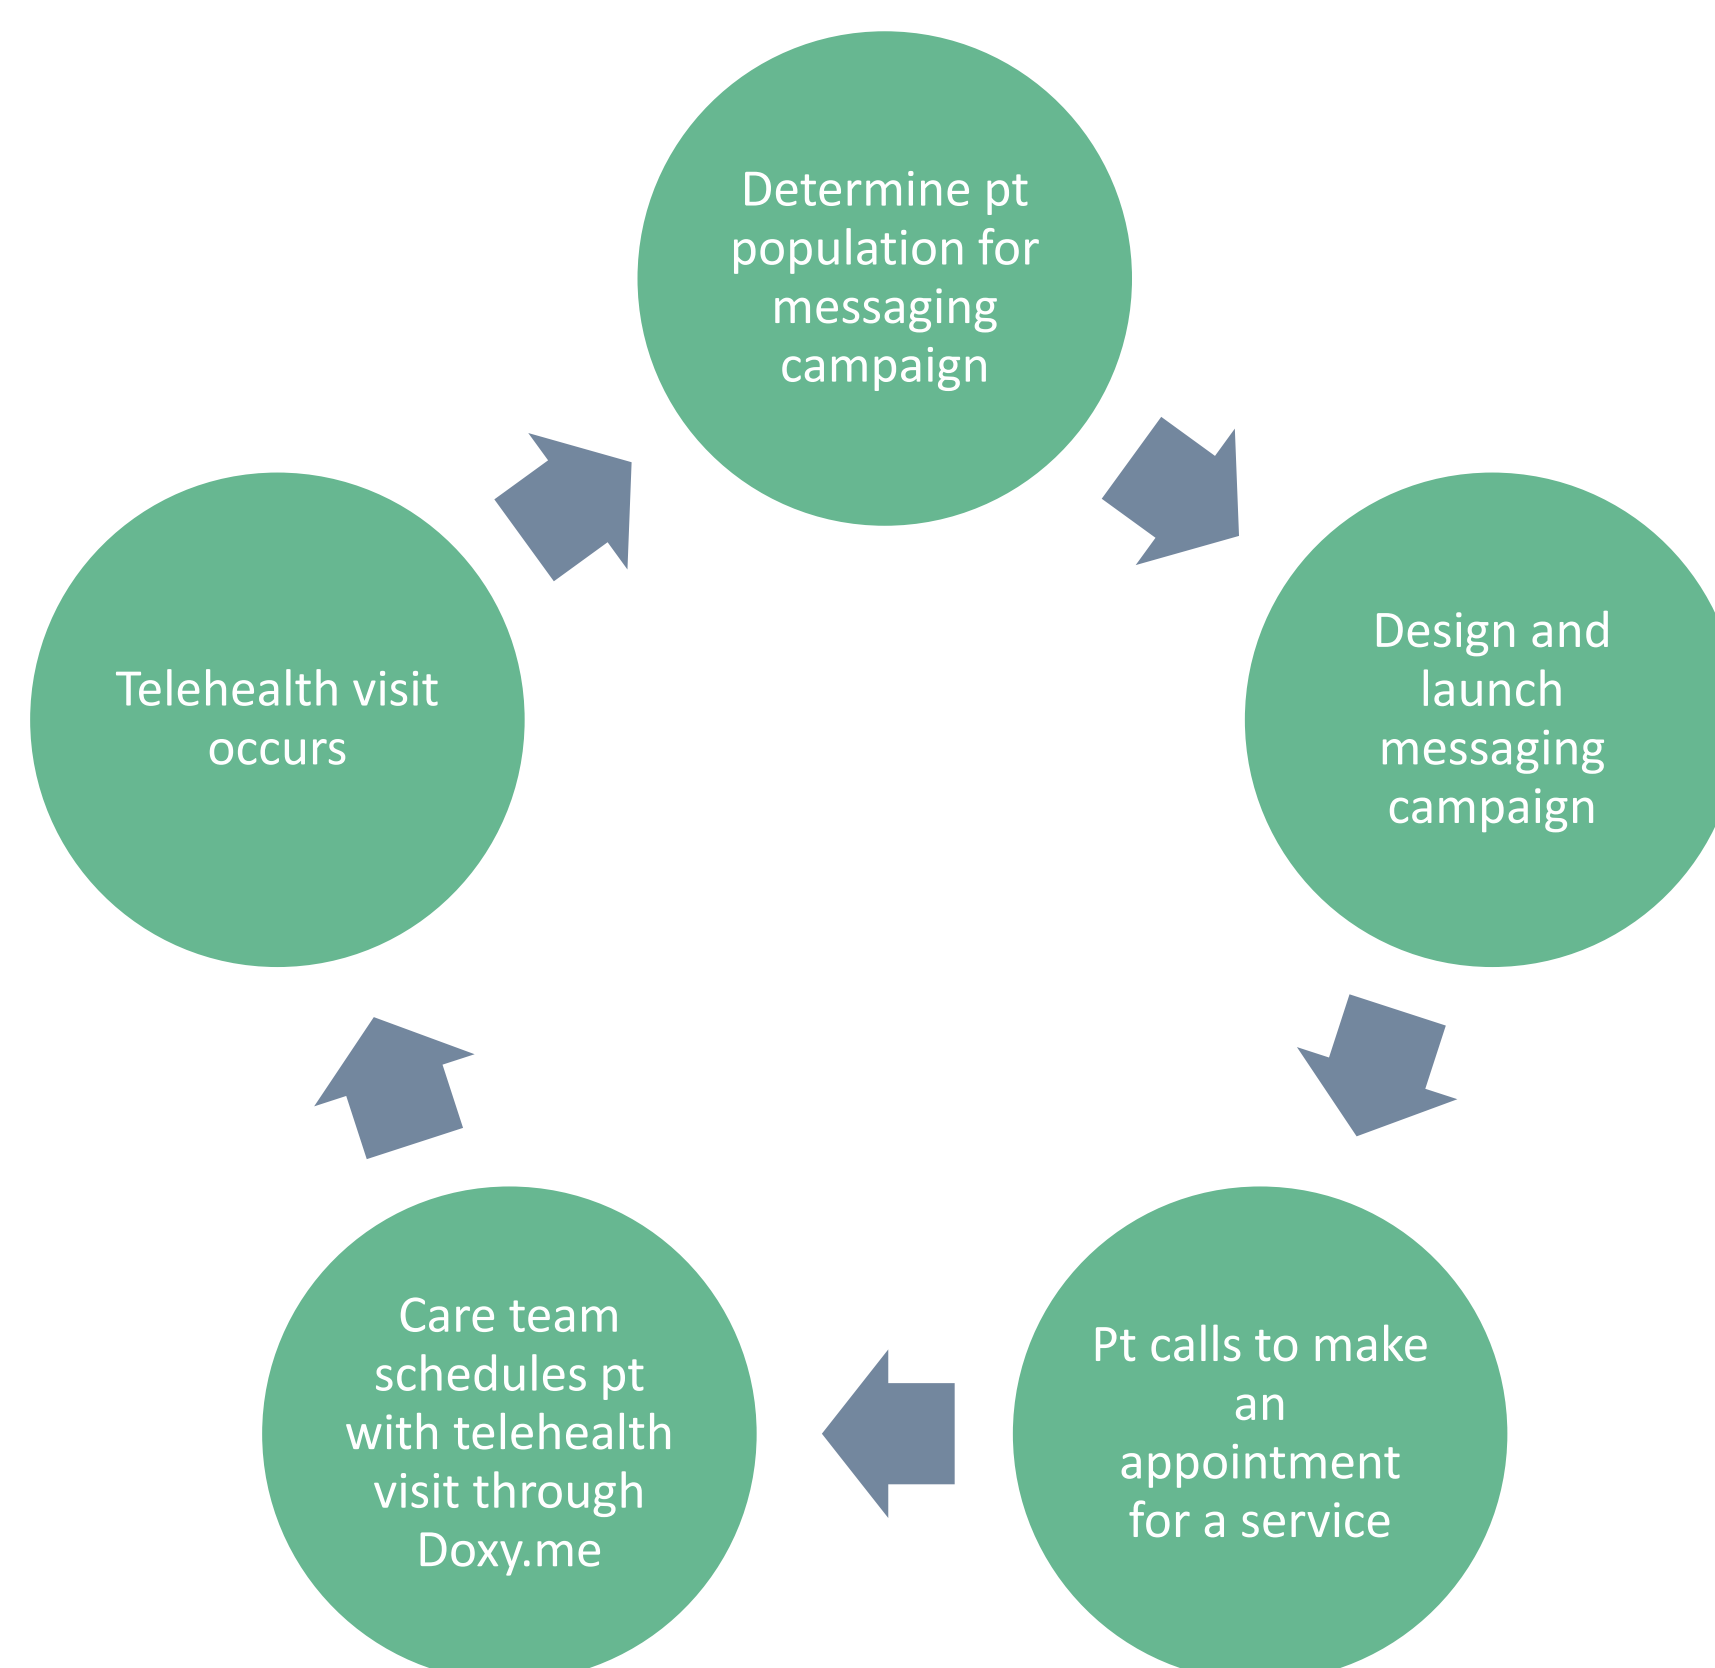 Determine pt
population for
messaging
campaign
Design and
launch
messaging
campaign
Pt calls to make
an
appointment
for a service
Care team
schedules pt
with telehealth
visit through
Doxy.me
Telehealth visit
occurs